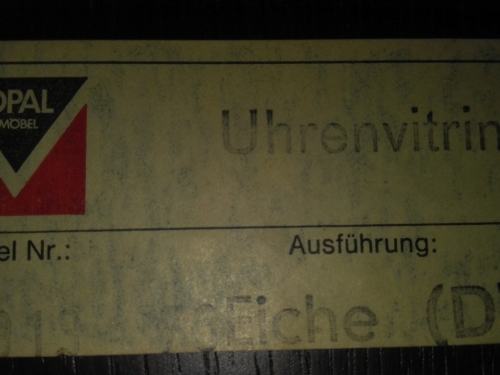 OPAL
MÖBEL
Uhrenvitrin
el Nr.:
Ausführung:
Eiche (D